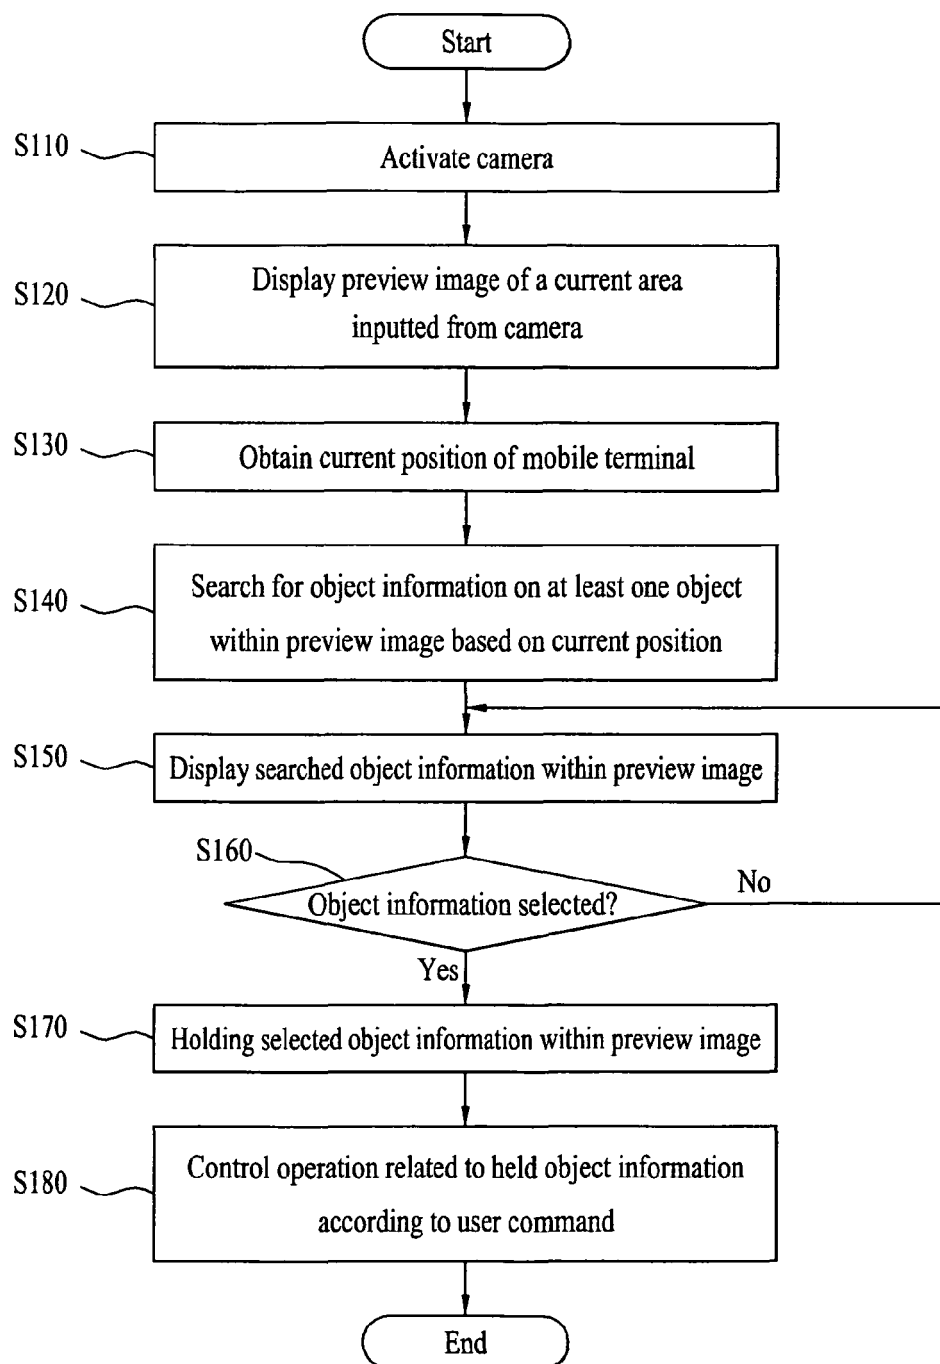 Start
S110
Activate camera
S120
Display preview image of a current area
inputted from camera
S130
Obtain current position of mobile terminal
S140
Search for object information on at least one object
within preview image based on current position
S150
Display searched object information within preview image
S160
Object information selected?
No
Yes
S170
Holding selected object information within preview image
S180
Control operation related to held object information
according to user command
End